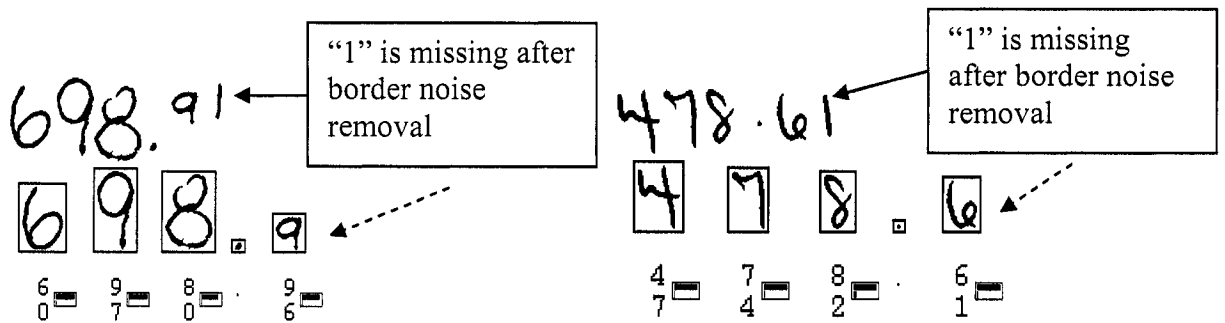 “1” is missing after
border noise
removal
698.91
6 9 8 . 9
6 9 8 . 9
0 7 0 6
“1” is missing
after border noise
removal
478.61
4 7 8 . 6
4 7 8 . 6
7 4 2 1